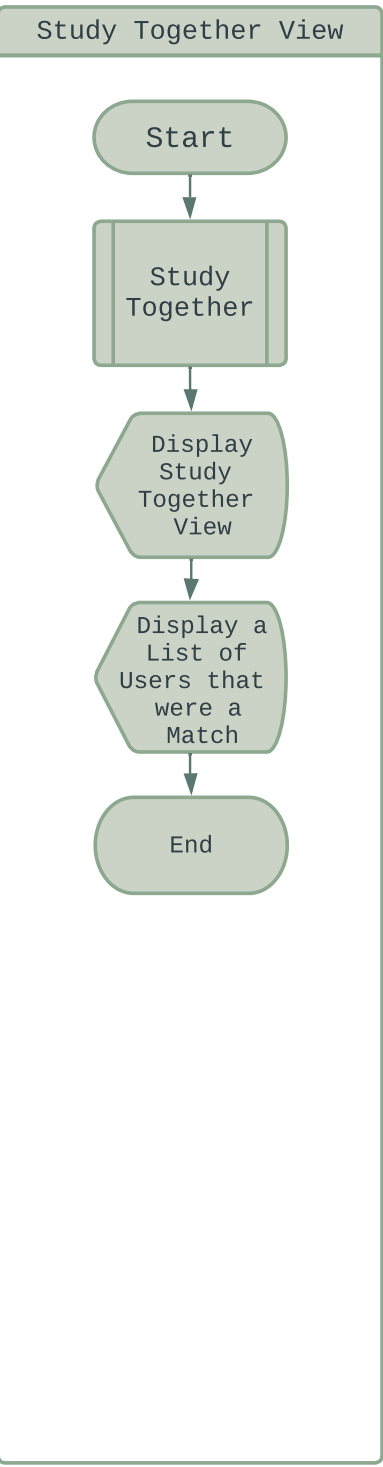 Study Together View
Start
Study
Together
Display
Study
Together
View
Display a
List of
Users that
were a
Match
End